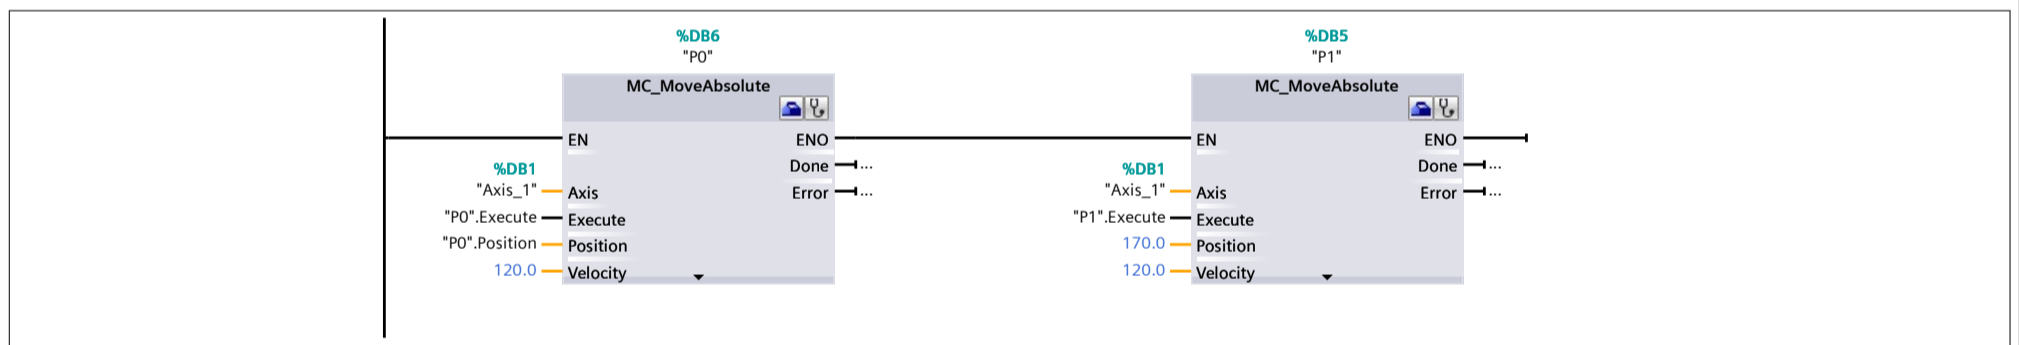 %DB6
"P0"
MC_MoveAbsolute
EN
ENO
Done
...
%DB1
"Axis_1"
Axis
Error
...
"P0".Execute
Execute
"P0".Position
Position
120.0
Velocity
%DB5
"P1"
MC_MoveAbsolute
EN
ENO
Done
...
%DB1
"Axis_1"
Axis
Error
...
"P1".Execute
Execute
170.0
Position
120.0
Velocity